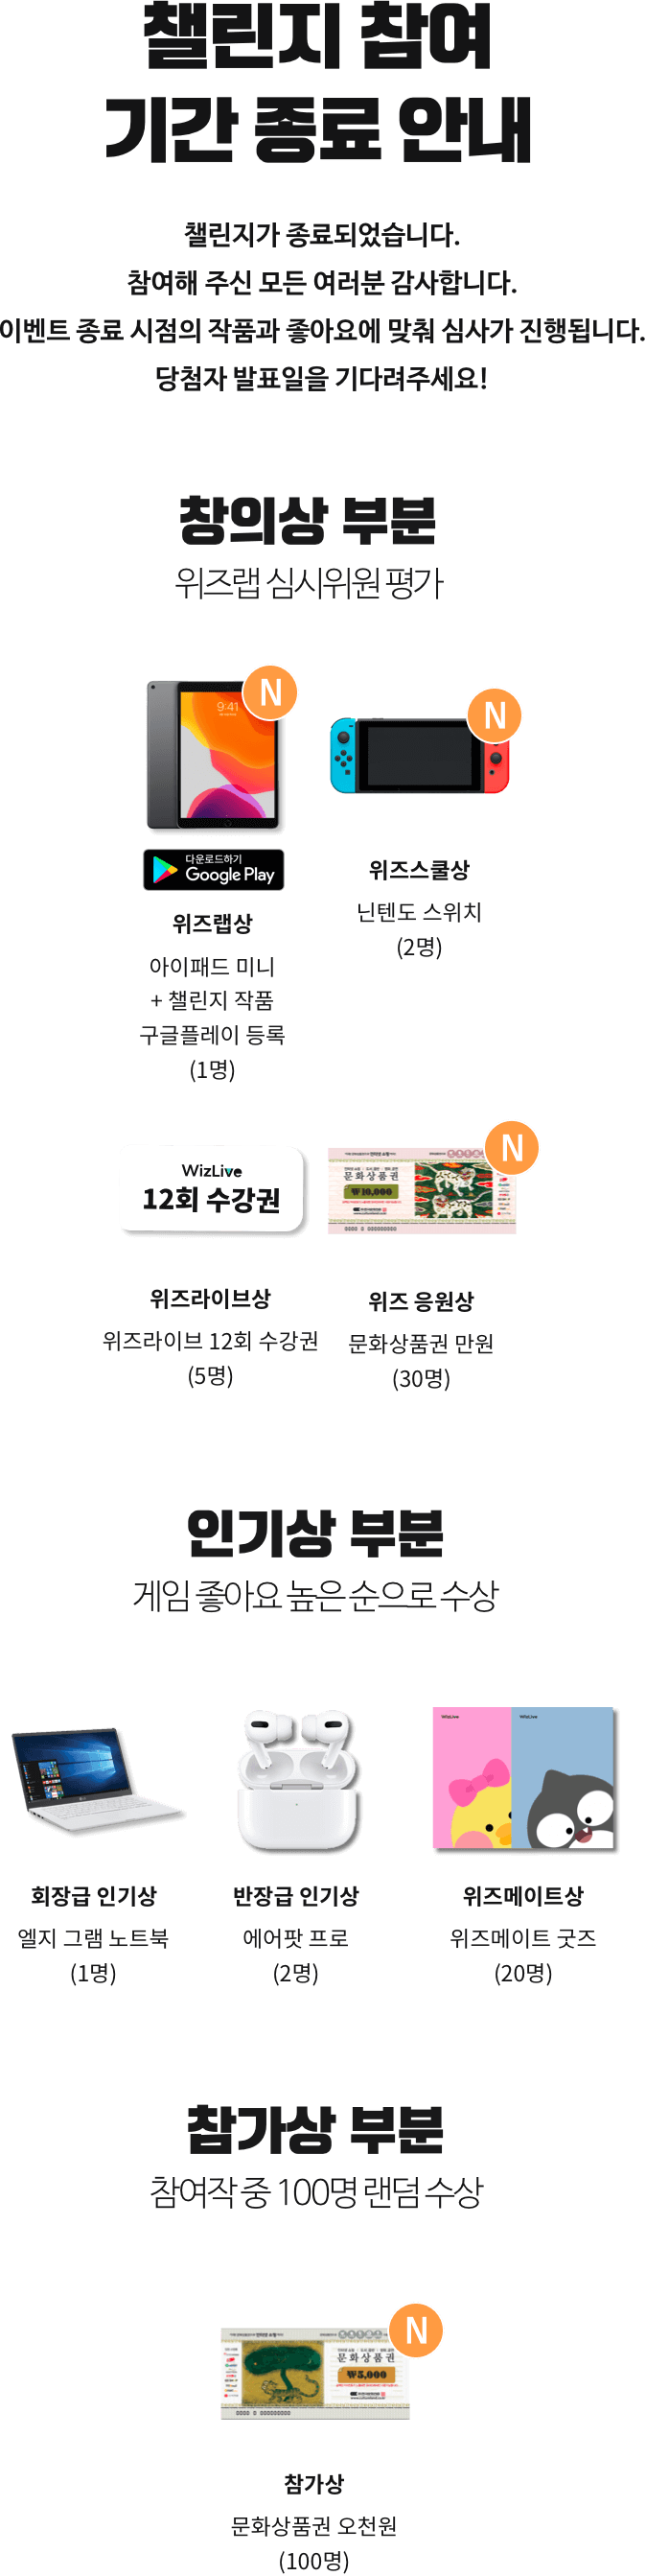 챌린지 참여
기간 종료 안내
챌린지가 종료되었습니다.
참여해 주신 모든 여러분 감사합니다.
이벤트 종료 시점의 작품과 좋아요에 맞춰 심사가 진행됩니다.
당첨자 발표일을 기다려주세요!
창의상 부분
위즈랩 심시위원 평가
N
9:41
다운로드하기
Google Play
위즈랩상
아이패드 미니
+ 챌린지 작품
구글플레이 등록
(1명)
N
위즈스쿨상
닌텐도 스위치
(2명)
WizLive
12회 수강권
위즈라이브상
위즈라이브 12회 수강권
(5명)
N
문화상품권
₩10,000
위즈 응원상
문화상품권 만원
(30명)
인기상 부분
게임 좋아요 높은 순으로 수상
회장급 인기상
엘지 그램 노트북
(1명)
반장급 인기상
에어팟 프로
(2명)
WizLive
WizLive
위즈메이트상
위즈메이트 굿즈
(20명)
참가상 부분
참여작 중 100명 랜덤 수상
N
문화상품권
₩5,000
참가상
문화상품권 오천원
(100명)